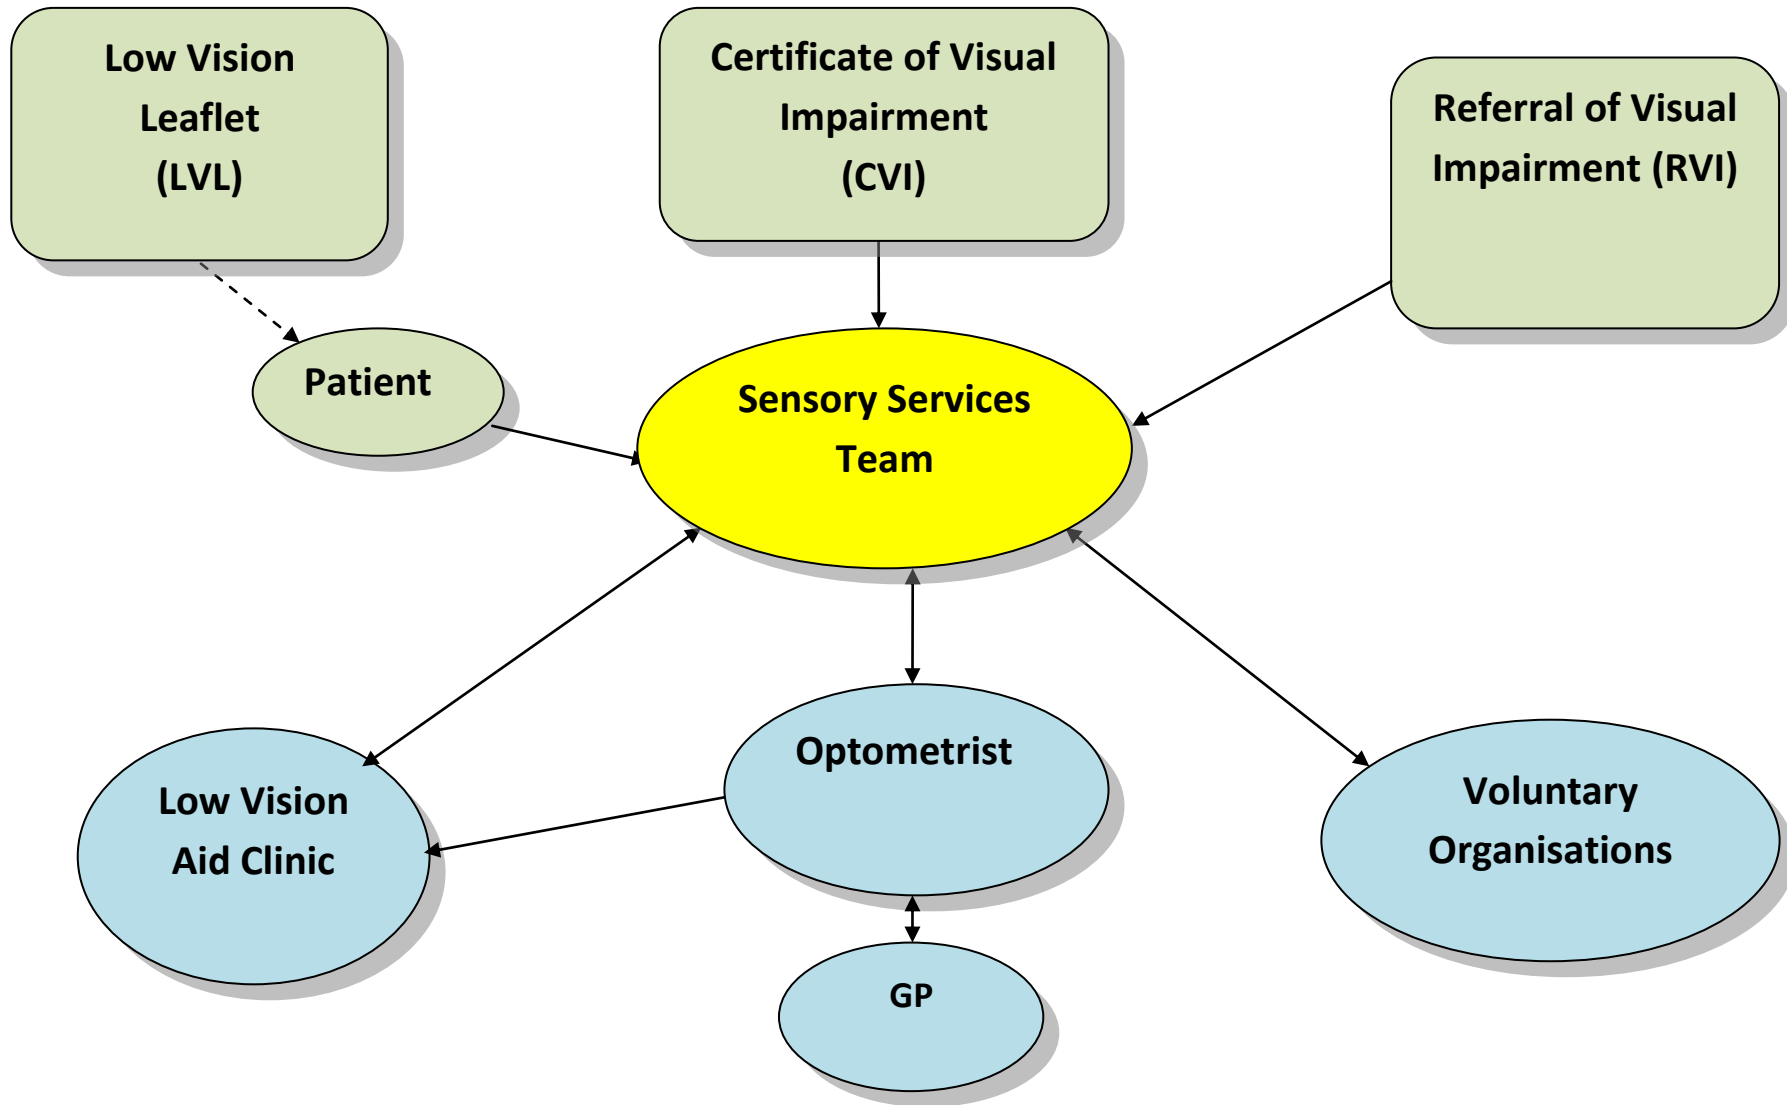 Low Vision
Leaflet
(LVL)
Certificate of Visual
Impairment
(CVI)
Referral of Visual
Impairment (RVI)
Patient
Sensory Services
Team
Low Vision
Aid Clinic
Optometrist
Voluntary
Organisations
GP